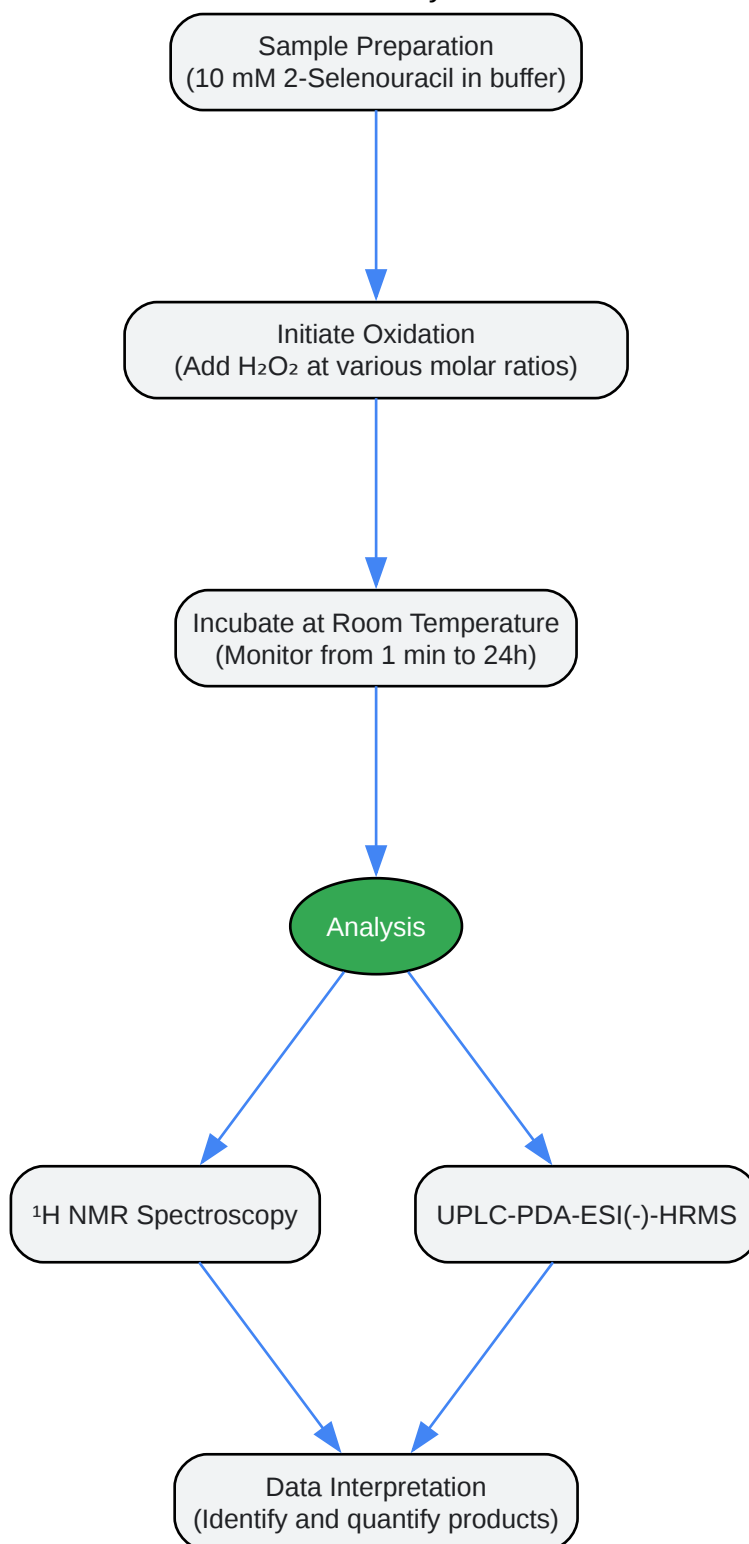 Sample Preparation
(10 mM 2-Selenouracil in buffer)
Initiate Oxidation
(Add H₂O₂ at various molar ratios)
Incubate at Room Temperature
(Monitor from 1 min to 24h)
Analysis
¹H NMR Spectroscopy
UPLC-PDA-ESI(-)-HRMS
Data Interpretation
(Identify and quantify products)